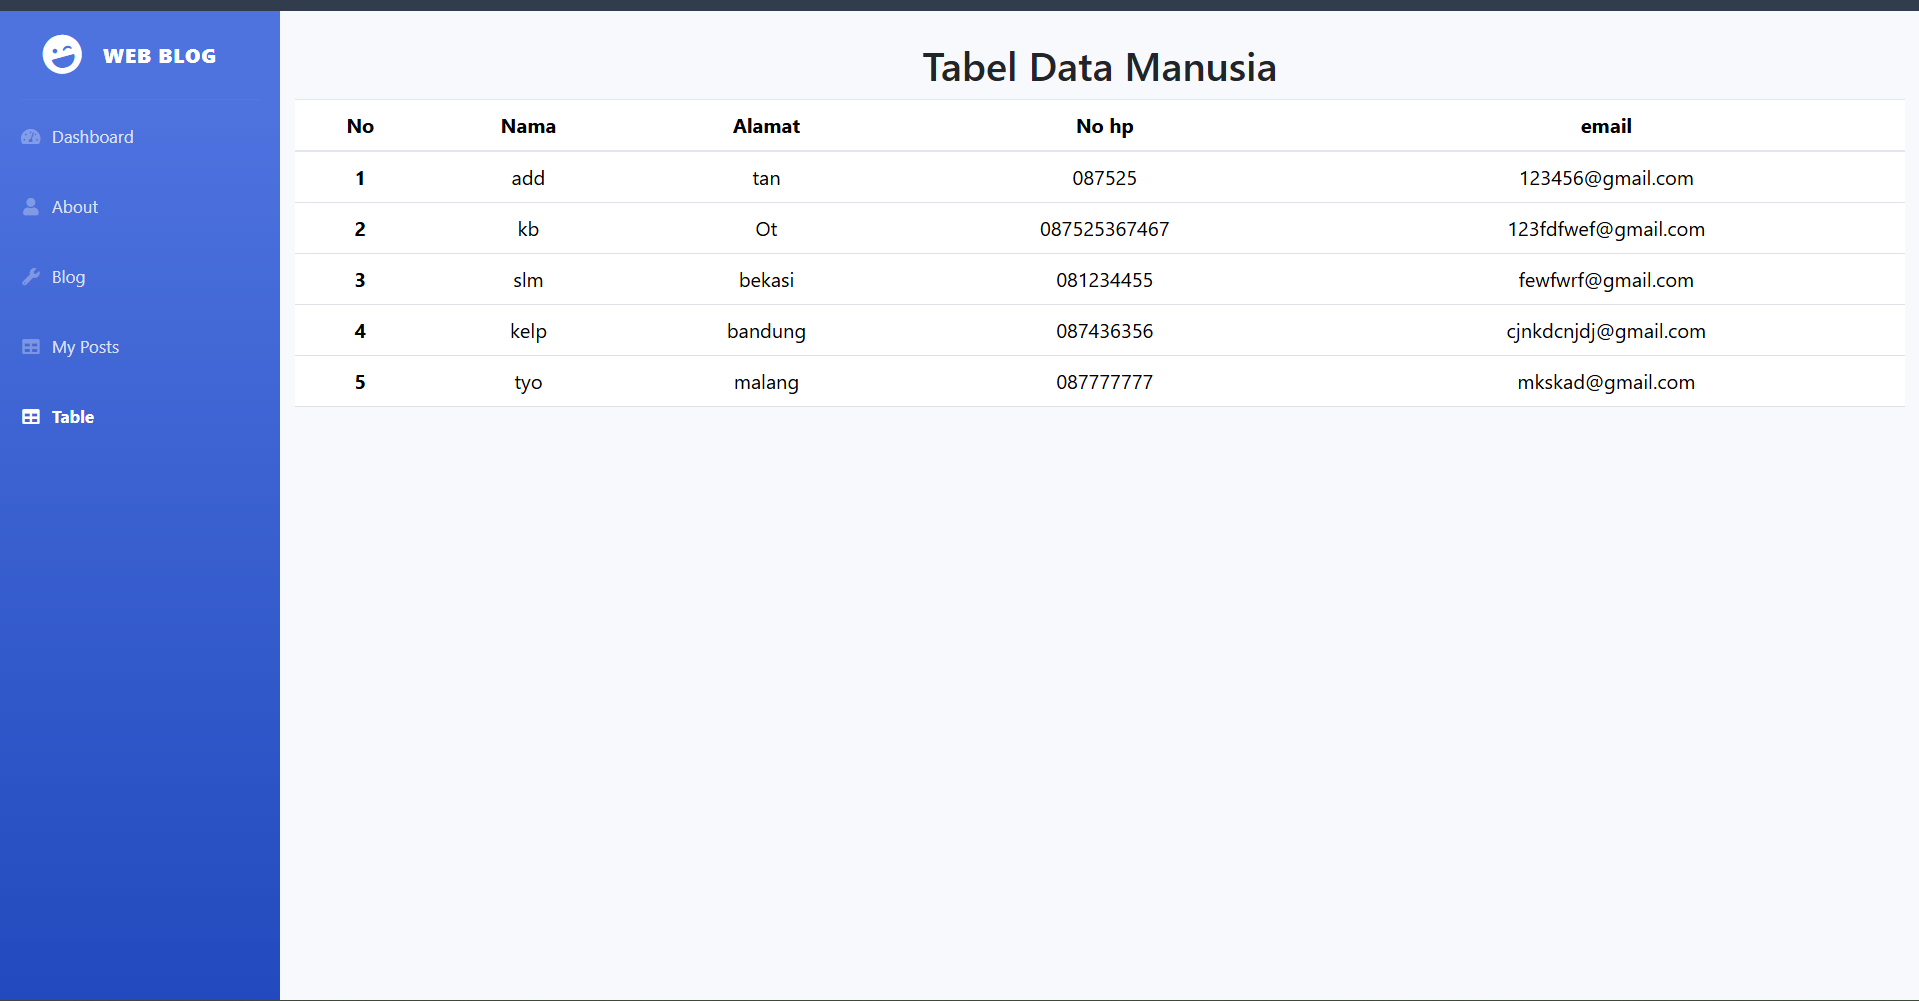 WEB BLOG
Dashboard
About
Blog
My Posts
Table
Tabel Data Manusia
No Nama Alamat No hp email
1 add tan 087525 123456@gmail.com
2 kb Ot 087525367467 123fdfwef@gmail.com
3 slm bekasi 081234455 fewfwrf@gmail.com
4 kelp bandung 087436356 cjnkdcnjdj@gmail.com
5 tyo malang 087777777 mkskad@gmail.com